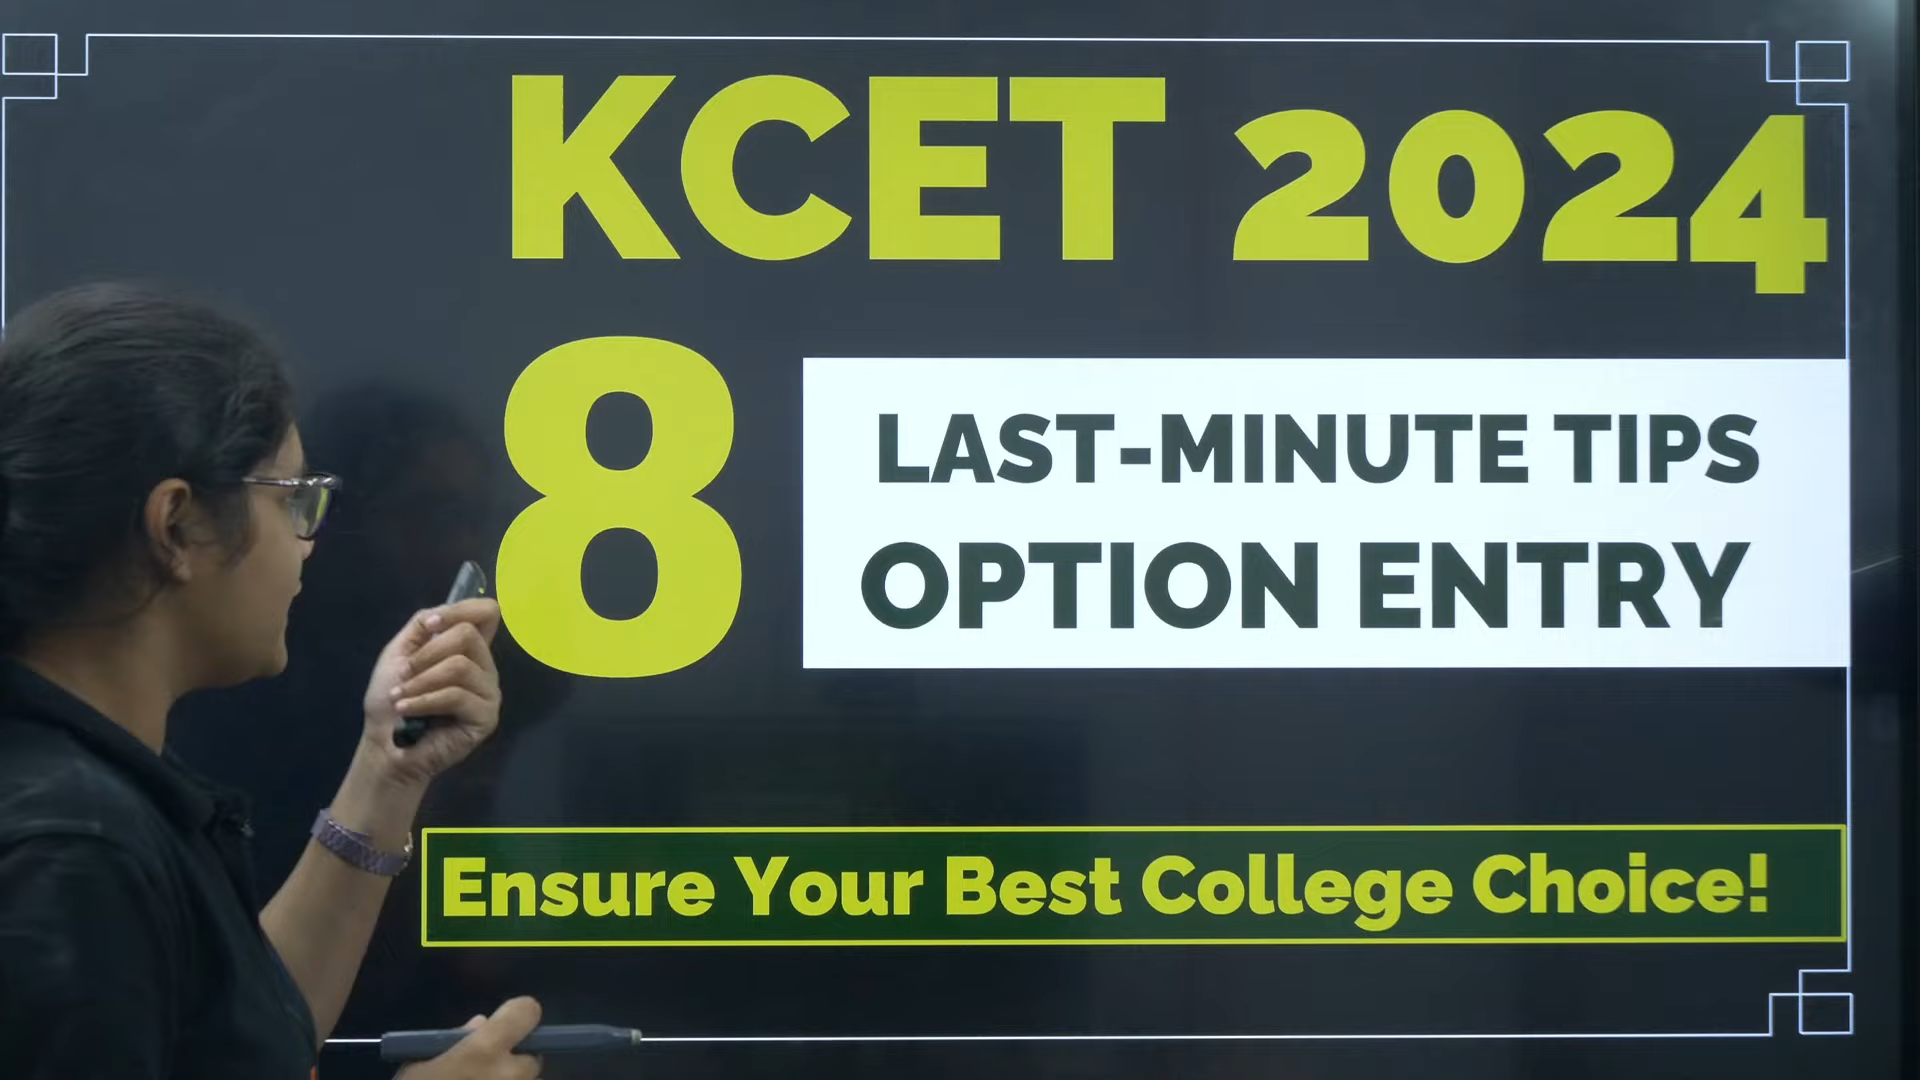 KCET 2024
8
LAST-MINUTE TIPS
OPTION ENTRY
Ensure Your Best College Choice!